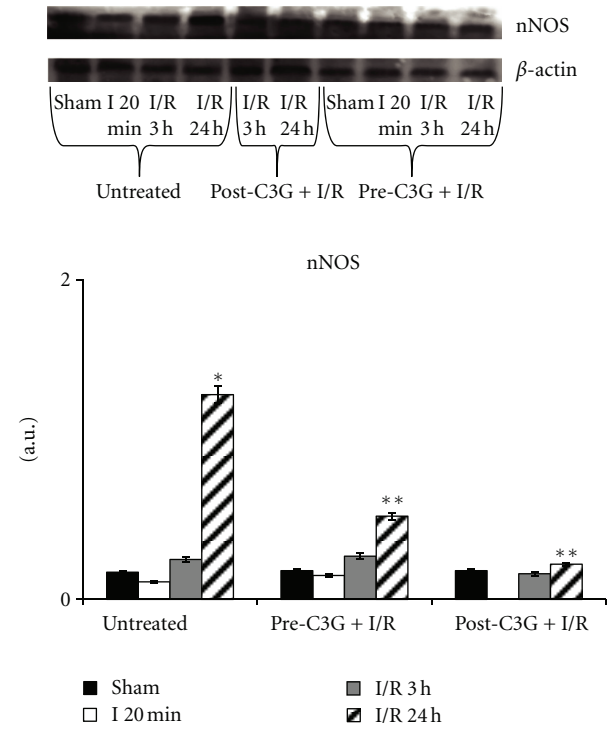 nNOS
β-actin
Sham I 20 I/R I/R I/R I/R Sham I 20 I/R I/R
min 3 h 24 h 3 h 24 h min 3 h 24 h
Untreated Post-C3G + I/R Pre-C3G + I/R
nNOS
2
*
(a.u.)
**
**
0
Untreated Pre-C3G + I/R Post-C3G + I/R
Sham I/R 3 h
I 20 min I/R 24 h